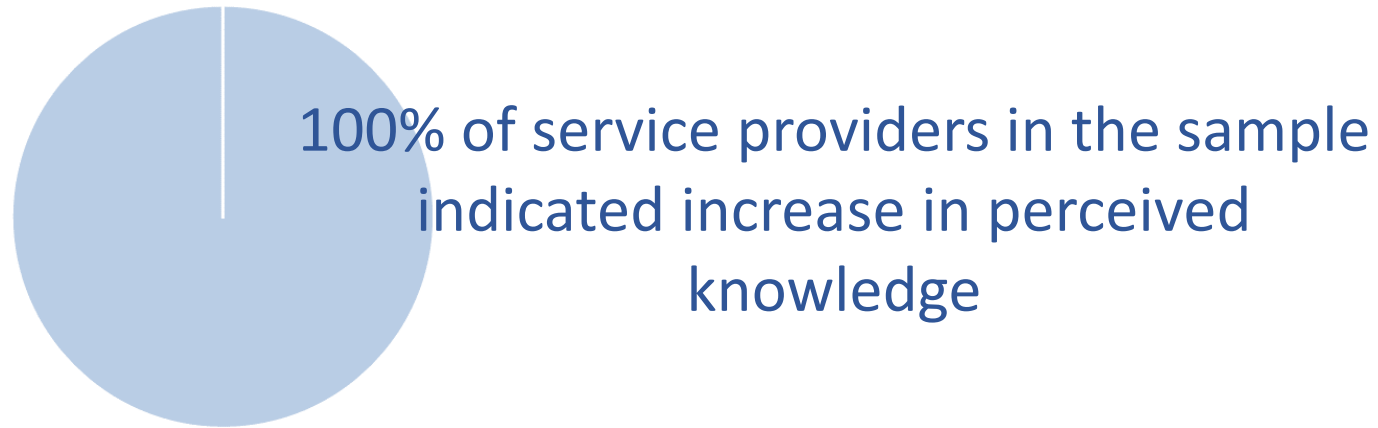 100% of service providers in the sample
indicated increase in perceived
knowledge